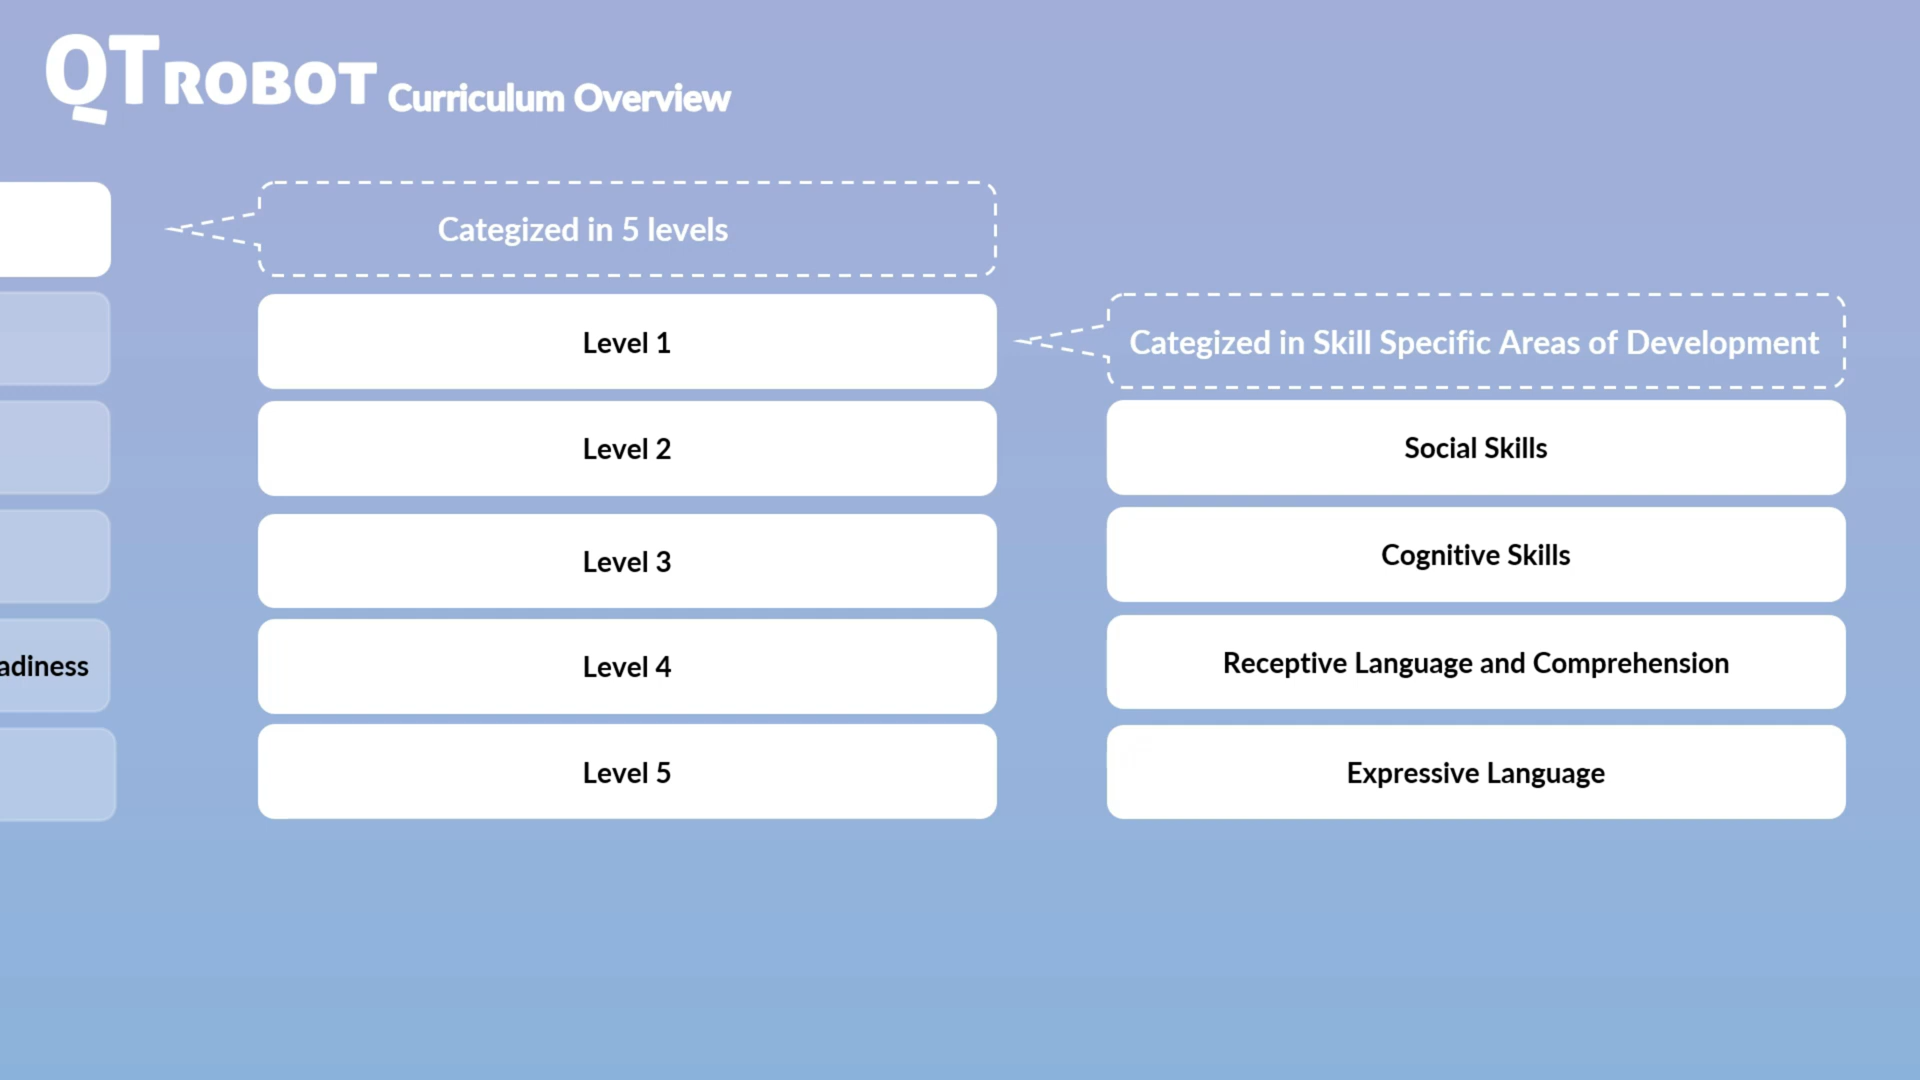 QTROBOT Curriculum Overview
Categized in 5 levels
Level 1
Level 2
Level 3
Level 4
Level 5
Categized in Skill Specific Areas of Development
Social Skills
Cognitive Skills
Receptive Language and Comprehension
Expressive Language
adiness